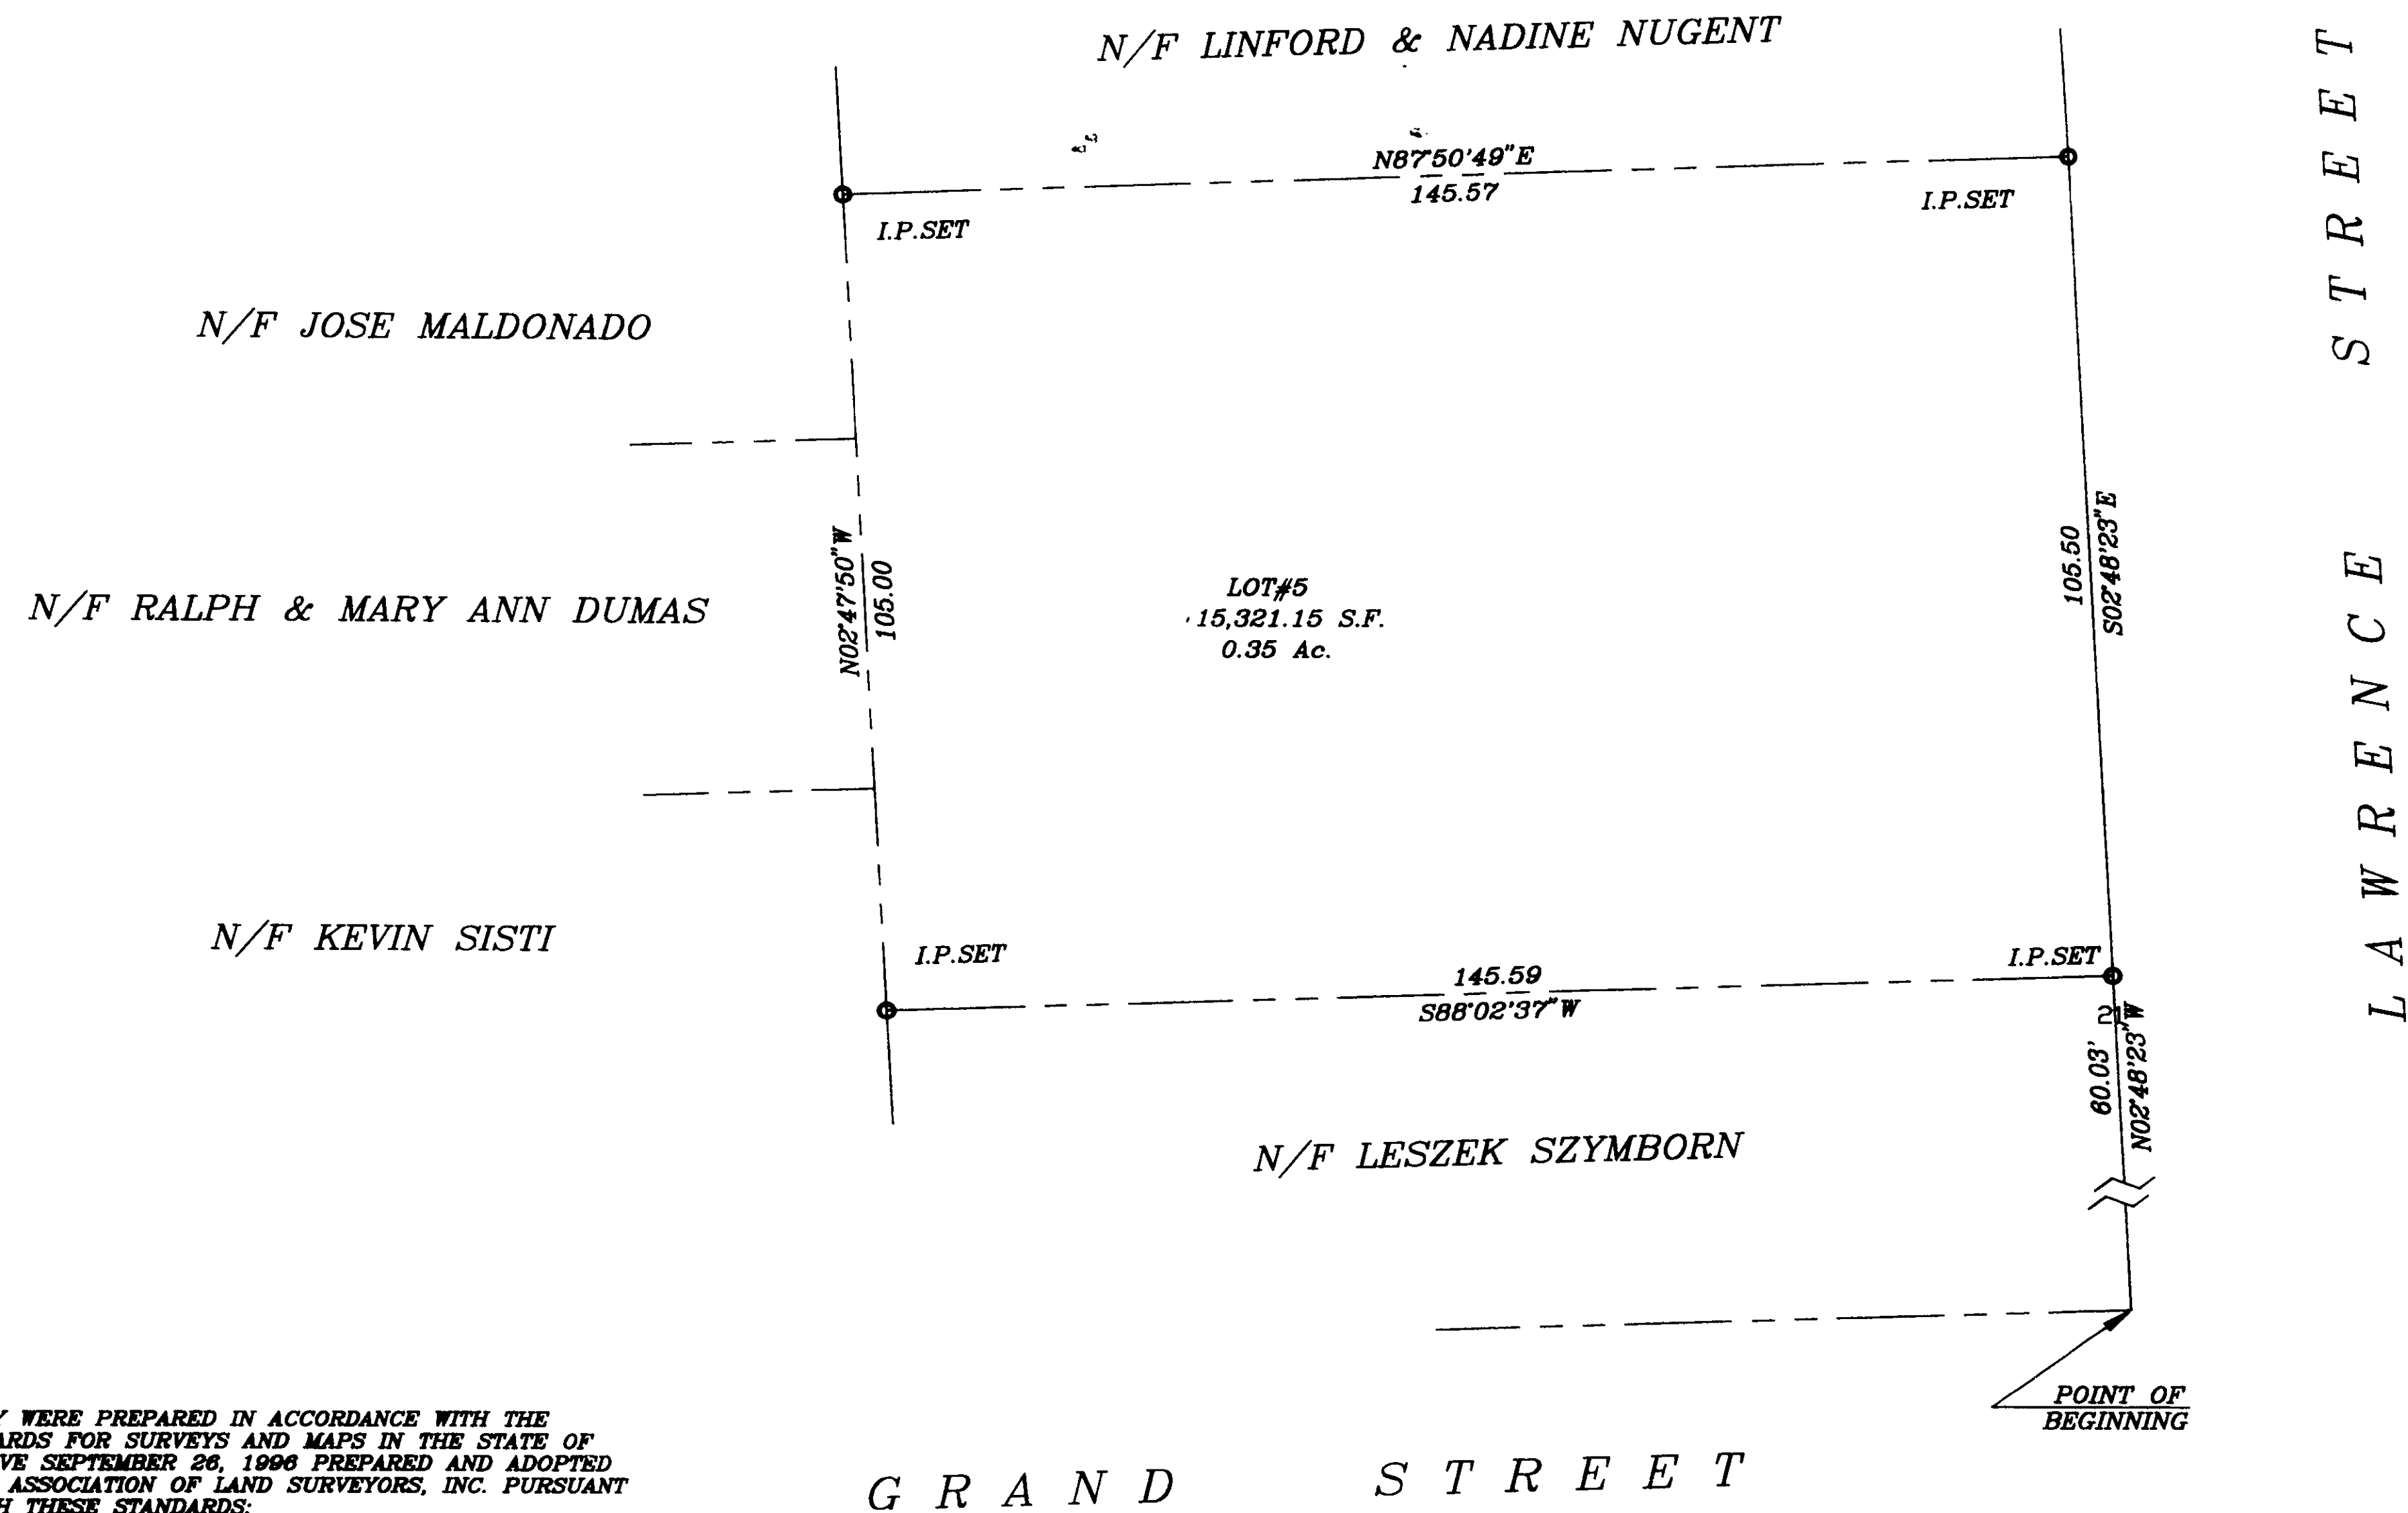 N/F LINFORD & NADINE NUGENT
N87°50'49"E
145.57
I.P.SET
I.P.SET
N/F JOSE MALDONADO
N02°47'50"W
105.00
N/F RALPH & MARY ANN DUMAS
LOT#5
15,321.15 S.F.
0.35 Ac.
105.50
S02°48'23"E
LAWRENCE STREET
N/F KEVIN SISTI
I.P.SET
145.59
S88°02'37"W
I.P.SET
21
60.03'
N02°48'23"W
N/F LESZEK SZYMBORN
POINT OF
BEGINNING
WERE PREPARED IN ACCORDANCE WITH THE
ARDS FOR SURVEYS AND MAPS IN THE STATE OF
VE SEPTEMBER 26, 1996 PREPARED AND ADOPTED
ASSOCIATION OF LAND SURVEYORS, INC. PURSUANT
H THESE STANDARDS:
GRAND STREET